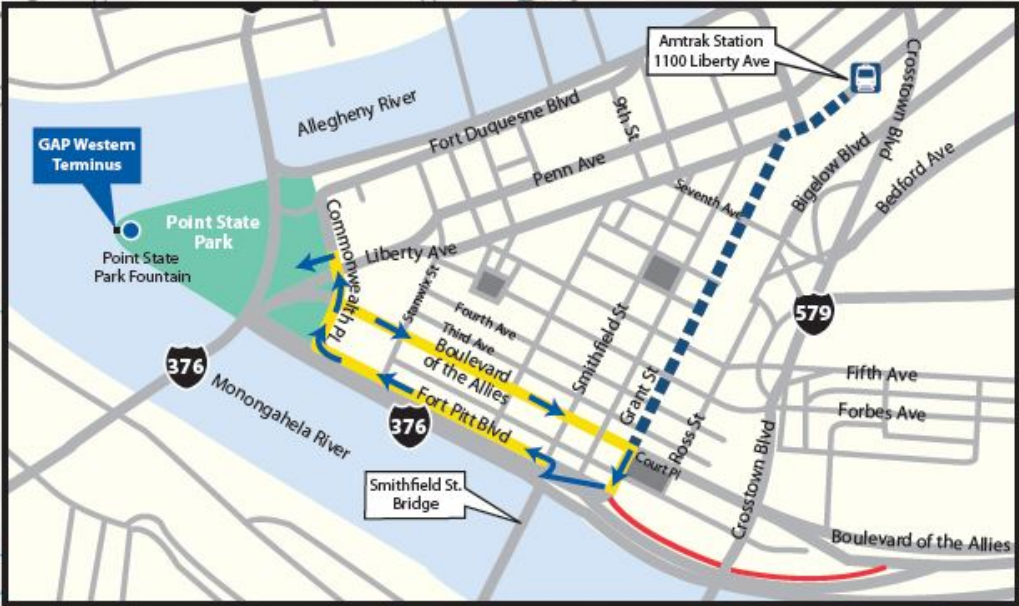 Amtrak Station
1100 Liberty Ave
Crosstown Blvd
Allegheny River
Fort Duquesne Blvd
9th St
GAP Western
Terminus
Penn Ave
Bigelow Blvd
Bedford Ave
Seventh Ave
Point State
Park
Commonwealth Pl
Liberty Ave
Point State
Park Fountain
Stanwix St
579
Fourth Ave
Third Ave
Smithfield St
Boulevard
of the Allies
376
Monongahela River
Fort Pitt Blvd
376
Grant St
Ross St
Fifth Ave
Forbes Ave
Court Pl
Crosstown Blvd
Smithfield St.
Bridge
Boulevard of the Allies